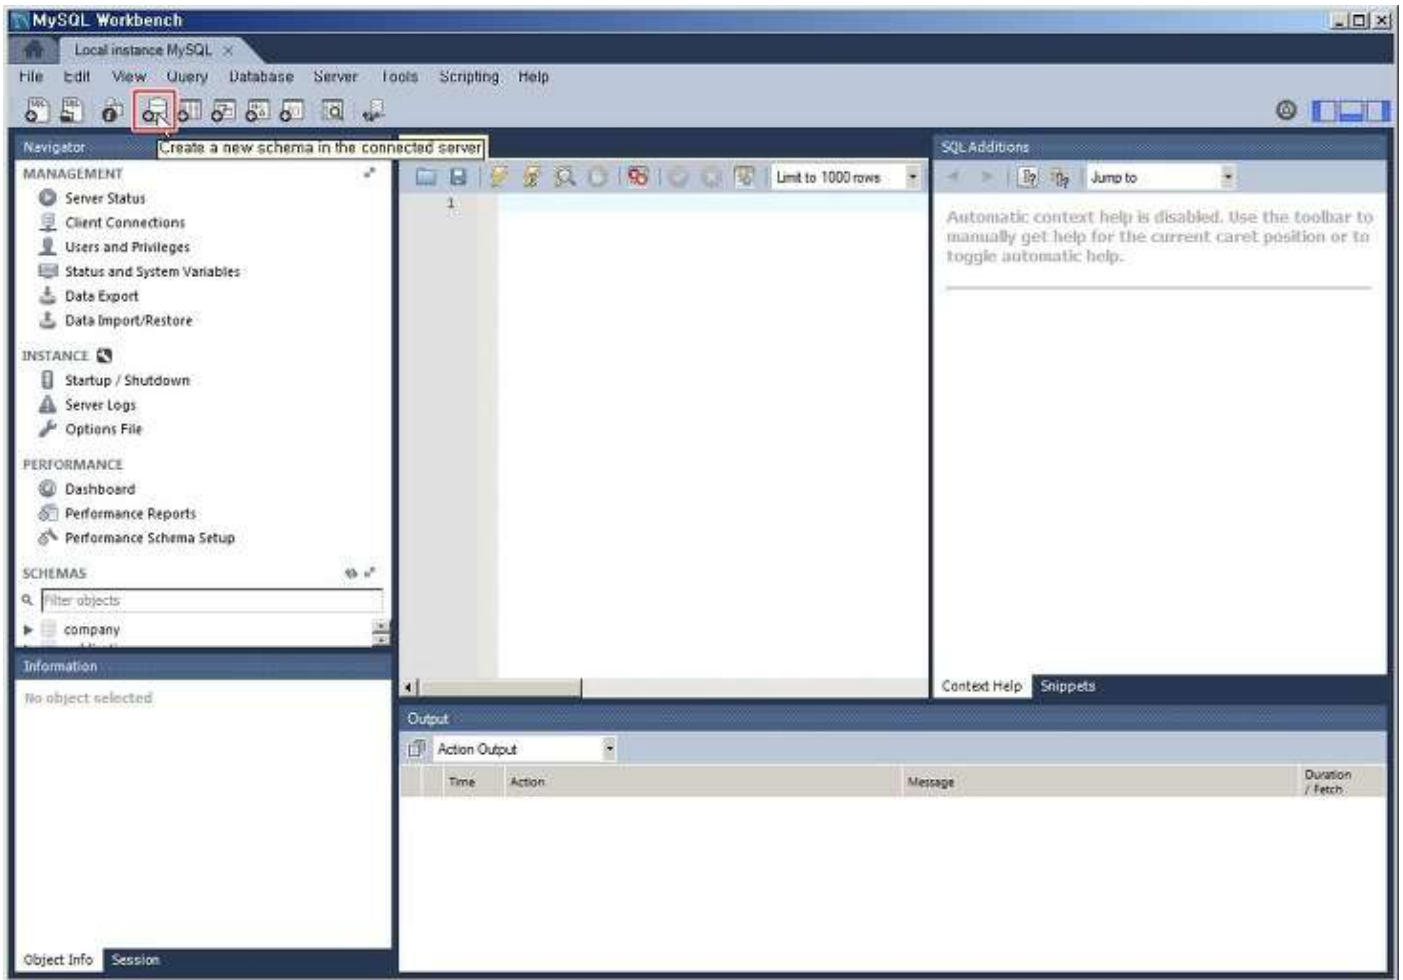 MySQL Workbench
Local instance MySQL
File Edit View Query Database Server Tools Scripting Help
Create a new schema in the connected server
Navigator
MANAGEMENT
Server Status
Client Connections
Users and Privileges
Status and System Variables
Data Export
Data Import/Restore
INSTANCE
Startup / Shutdown
Server Logs
Options File
PERFORMANCE
Dashboard
Performance Reports
Performance Schema Setup
SCHEMAS
Filter objects
company
Information
No object selected
Object Info Session
Limit to 1000 rows
1
SQL Additions
Jump to
Automatic context help is disabled. Use the toolbar to
manually get help for the current caret position or to
toggle automatic help.
Context Help Snippets
Output
Action Output
Time Action Message Duration
/ Fetch